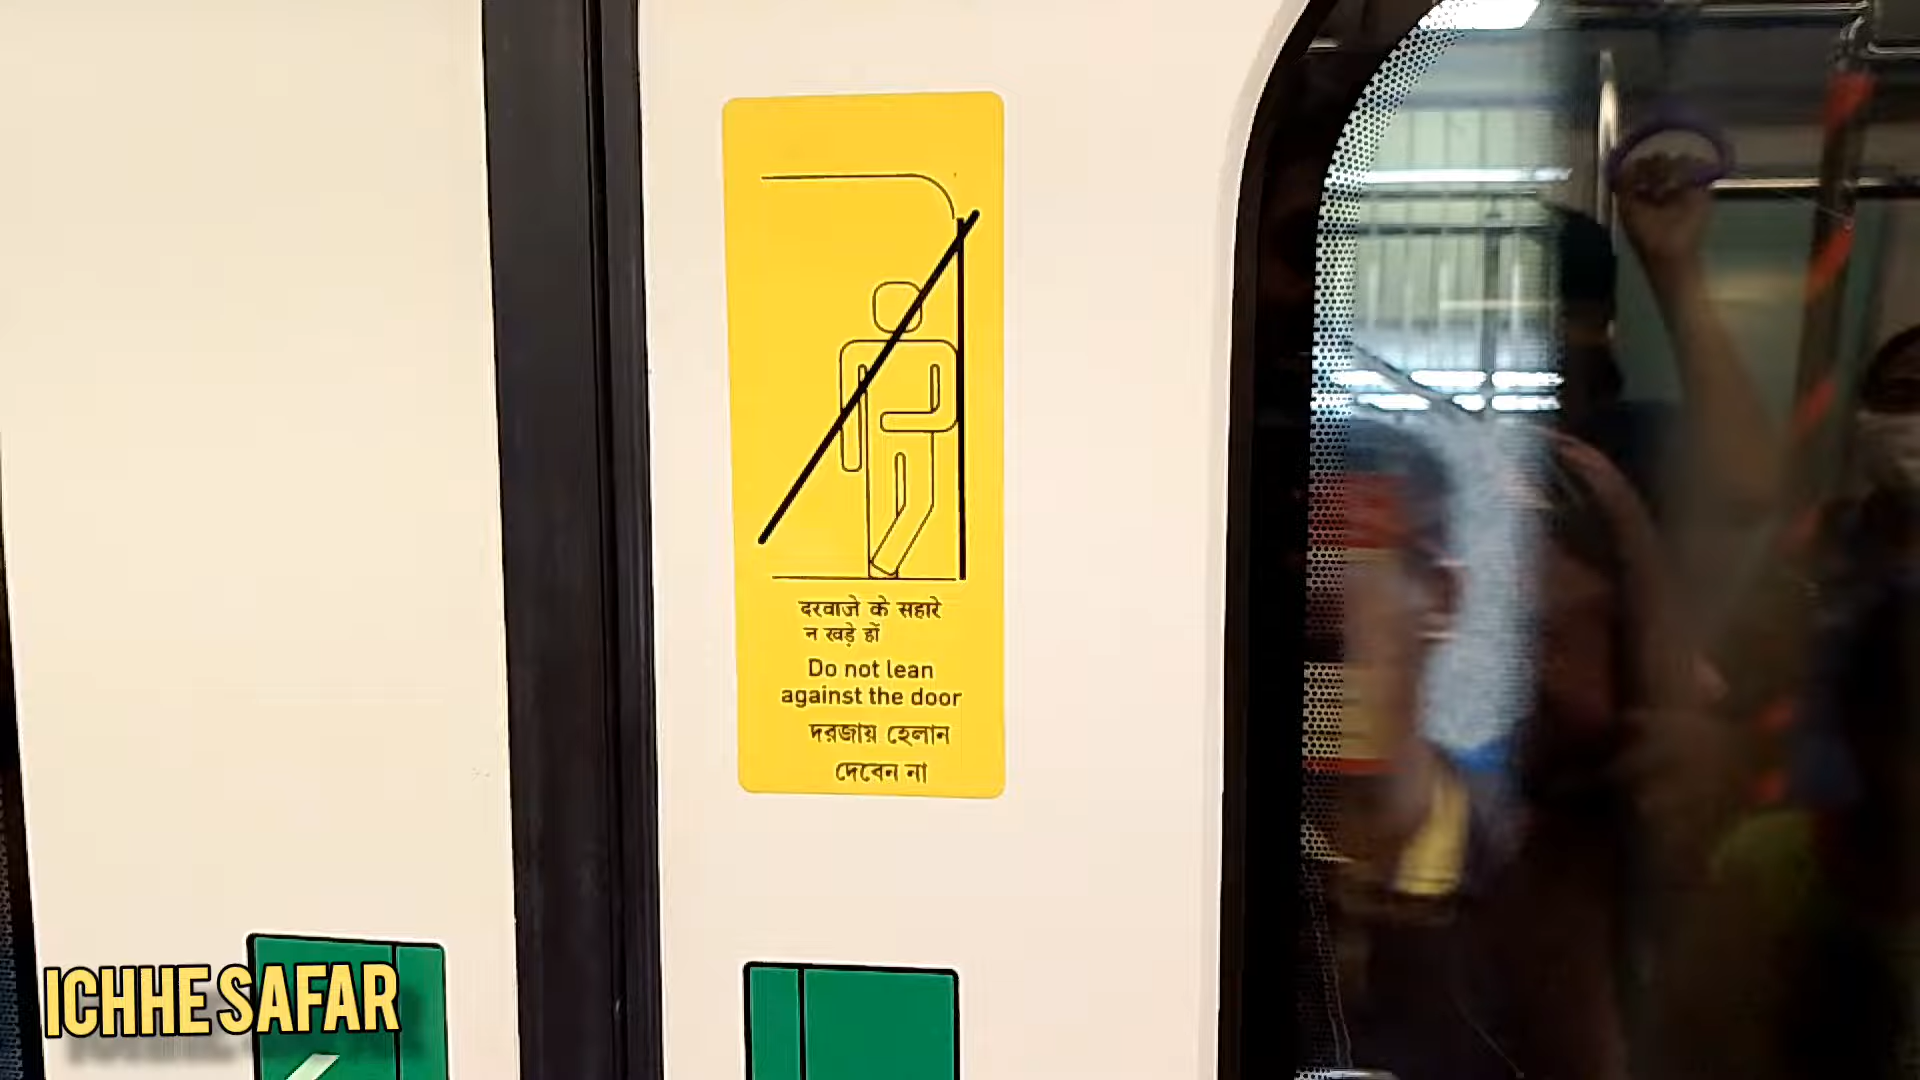 दरवाजे के सहारे
न खड़े हों
Do not lean
against the door
দরজায় হেলান
দেবেন না
ICHHE SAFAR